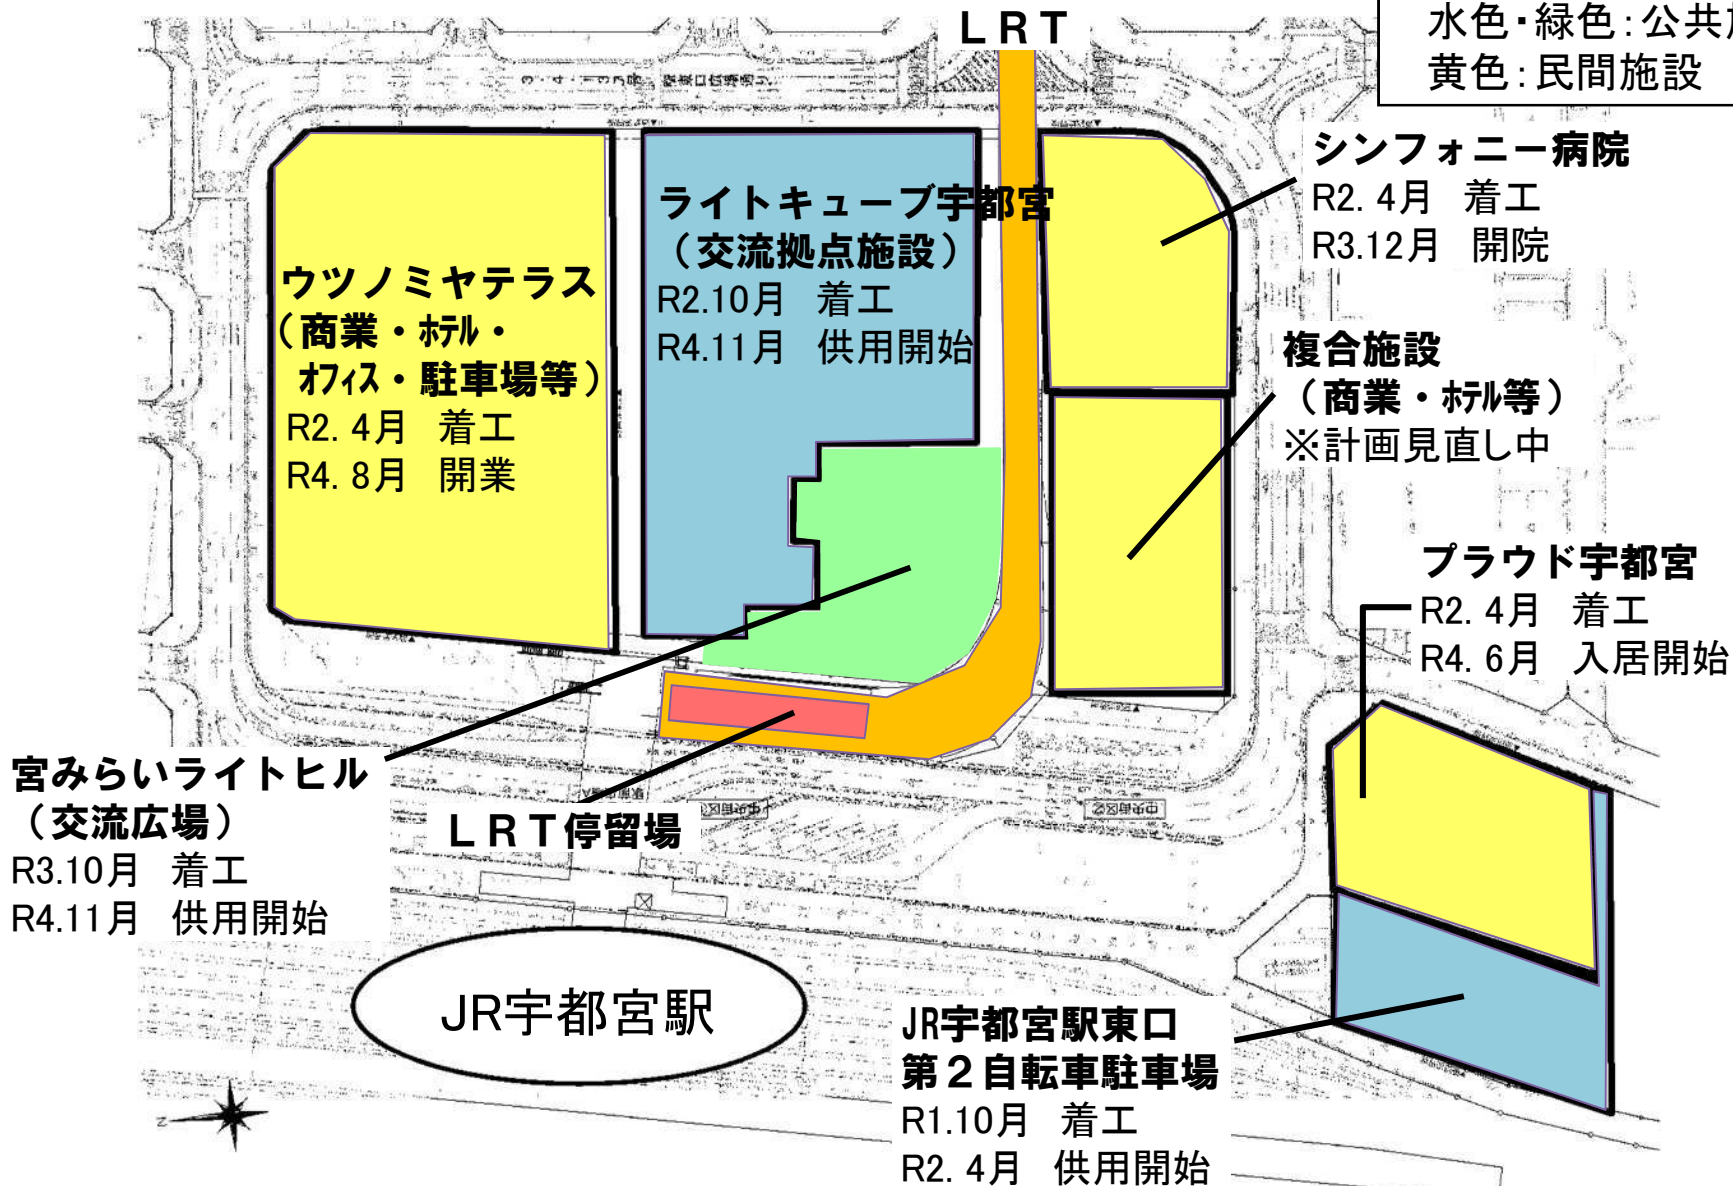 ＬＲＴ
水色・緑色：公共
黄色：民間施設
シンフォニー病院
R2. 4月 着工
R3.12月 開院
ライトキューブ宇都宮
（交流拠点施設）
R2.10月 着工
R4.11月 供用開始
ウツノミヤテラス
（商業・ﾎﾃﾙ・
ｵﾌｨｽ・駐車場等）
R2. 4月 着工
R4. 8月 開業
複合施設
（商業・ﾎﾃﾙ等）
※計画見直し中
プラウド宇都宮
R2. 4月 着工
R4. 6月 入居開始
宮みらいライトヒル
（交流広場）
R3.10月 着工
R4.11月 供用開始
ＬＲＴ停留場
JR宇都宮駅
JR宇都宮駅東口
第２自転車駐車場
R1.10月 着工
R2. 4月 供用開始
Z